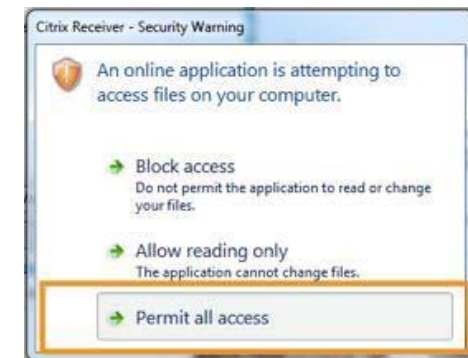 Citrix Receiver - Security Warning
An online application is attempting to
access files on your computer.
Block access
Do not permit the application to read or change
your files.
Allow reading only
The application cannot change files.
Permit all access